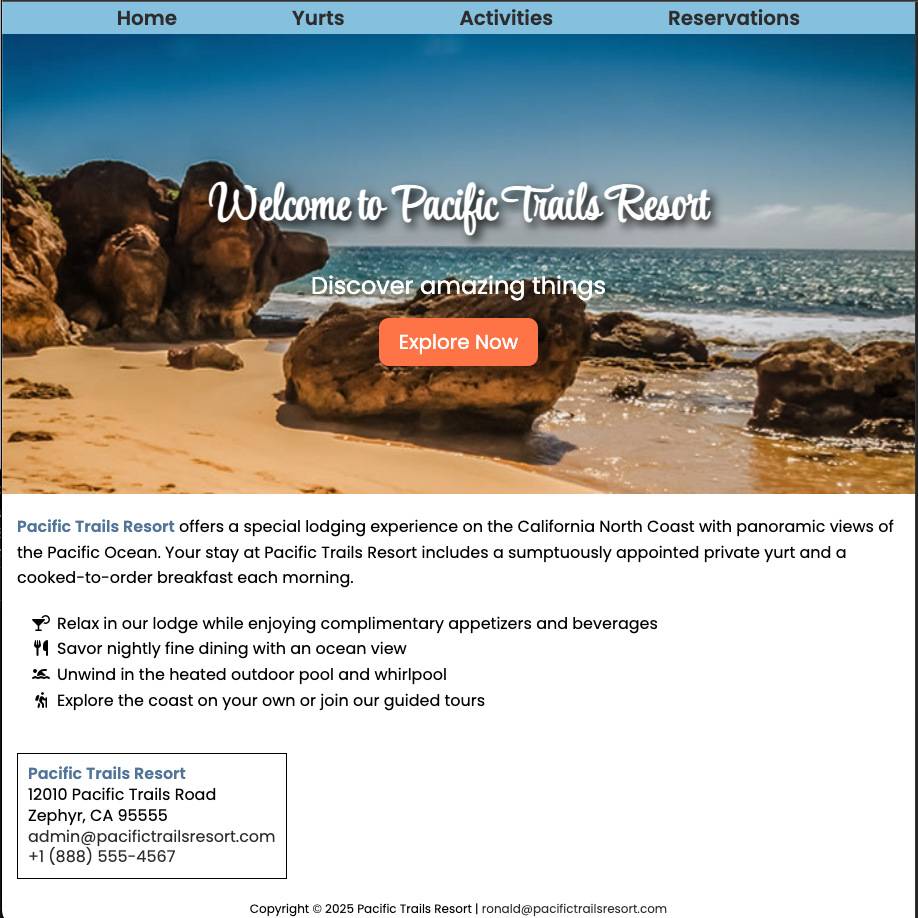 Home Yurts Activities Reservations
Welcome to Pacific Trails Resort
Discover amazing things
Explore Now
Pacific Trails Resort offers a special lodging experience on the California North Coast with panoramic views of
the Pacific Ocean. Your stay at Pacific Trails Resort includes a sumptuously appointed private yurt and a
cooked-to-order breakfast each morning.
Relax in our lodge while enjoying complimentary appetizers and beverages
Savor nightly fine dining with an ocean view
Unwind in the heated outdoor pool and whirlpool
Explore the coast on your own or join our guided tours
Pacific Trails Resort
12010 Pacific Trails Road
Zephyr, CA 95555
admin@pacifictrailsresort.com
+1 (888) 555-4567
Copyright © 2025 Pacific Trails Resort | ronald@pacifictrailsresort.com